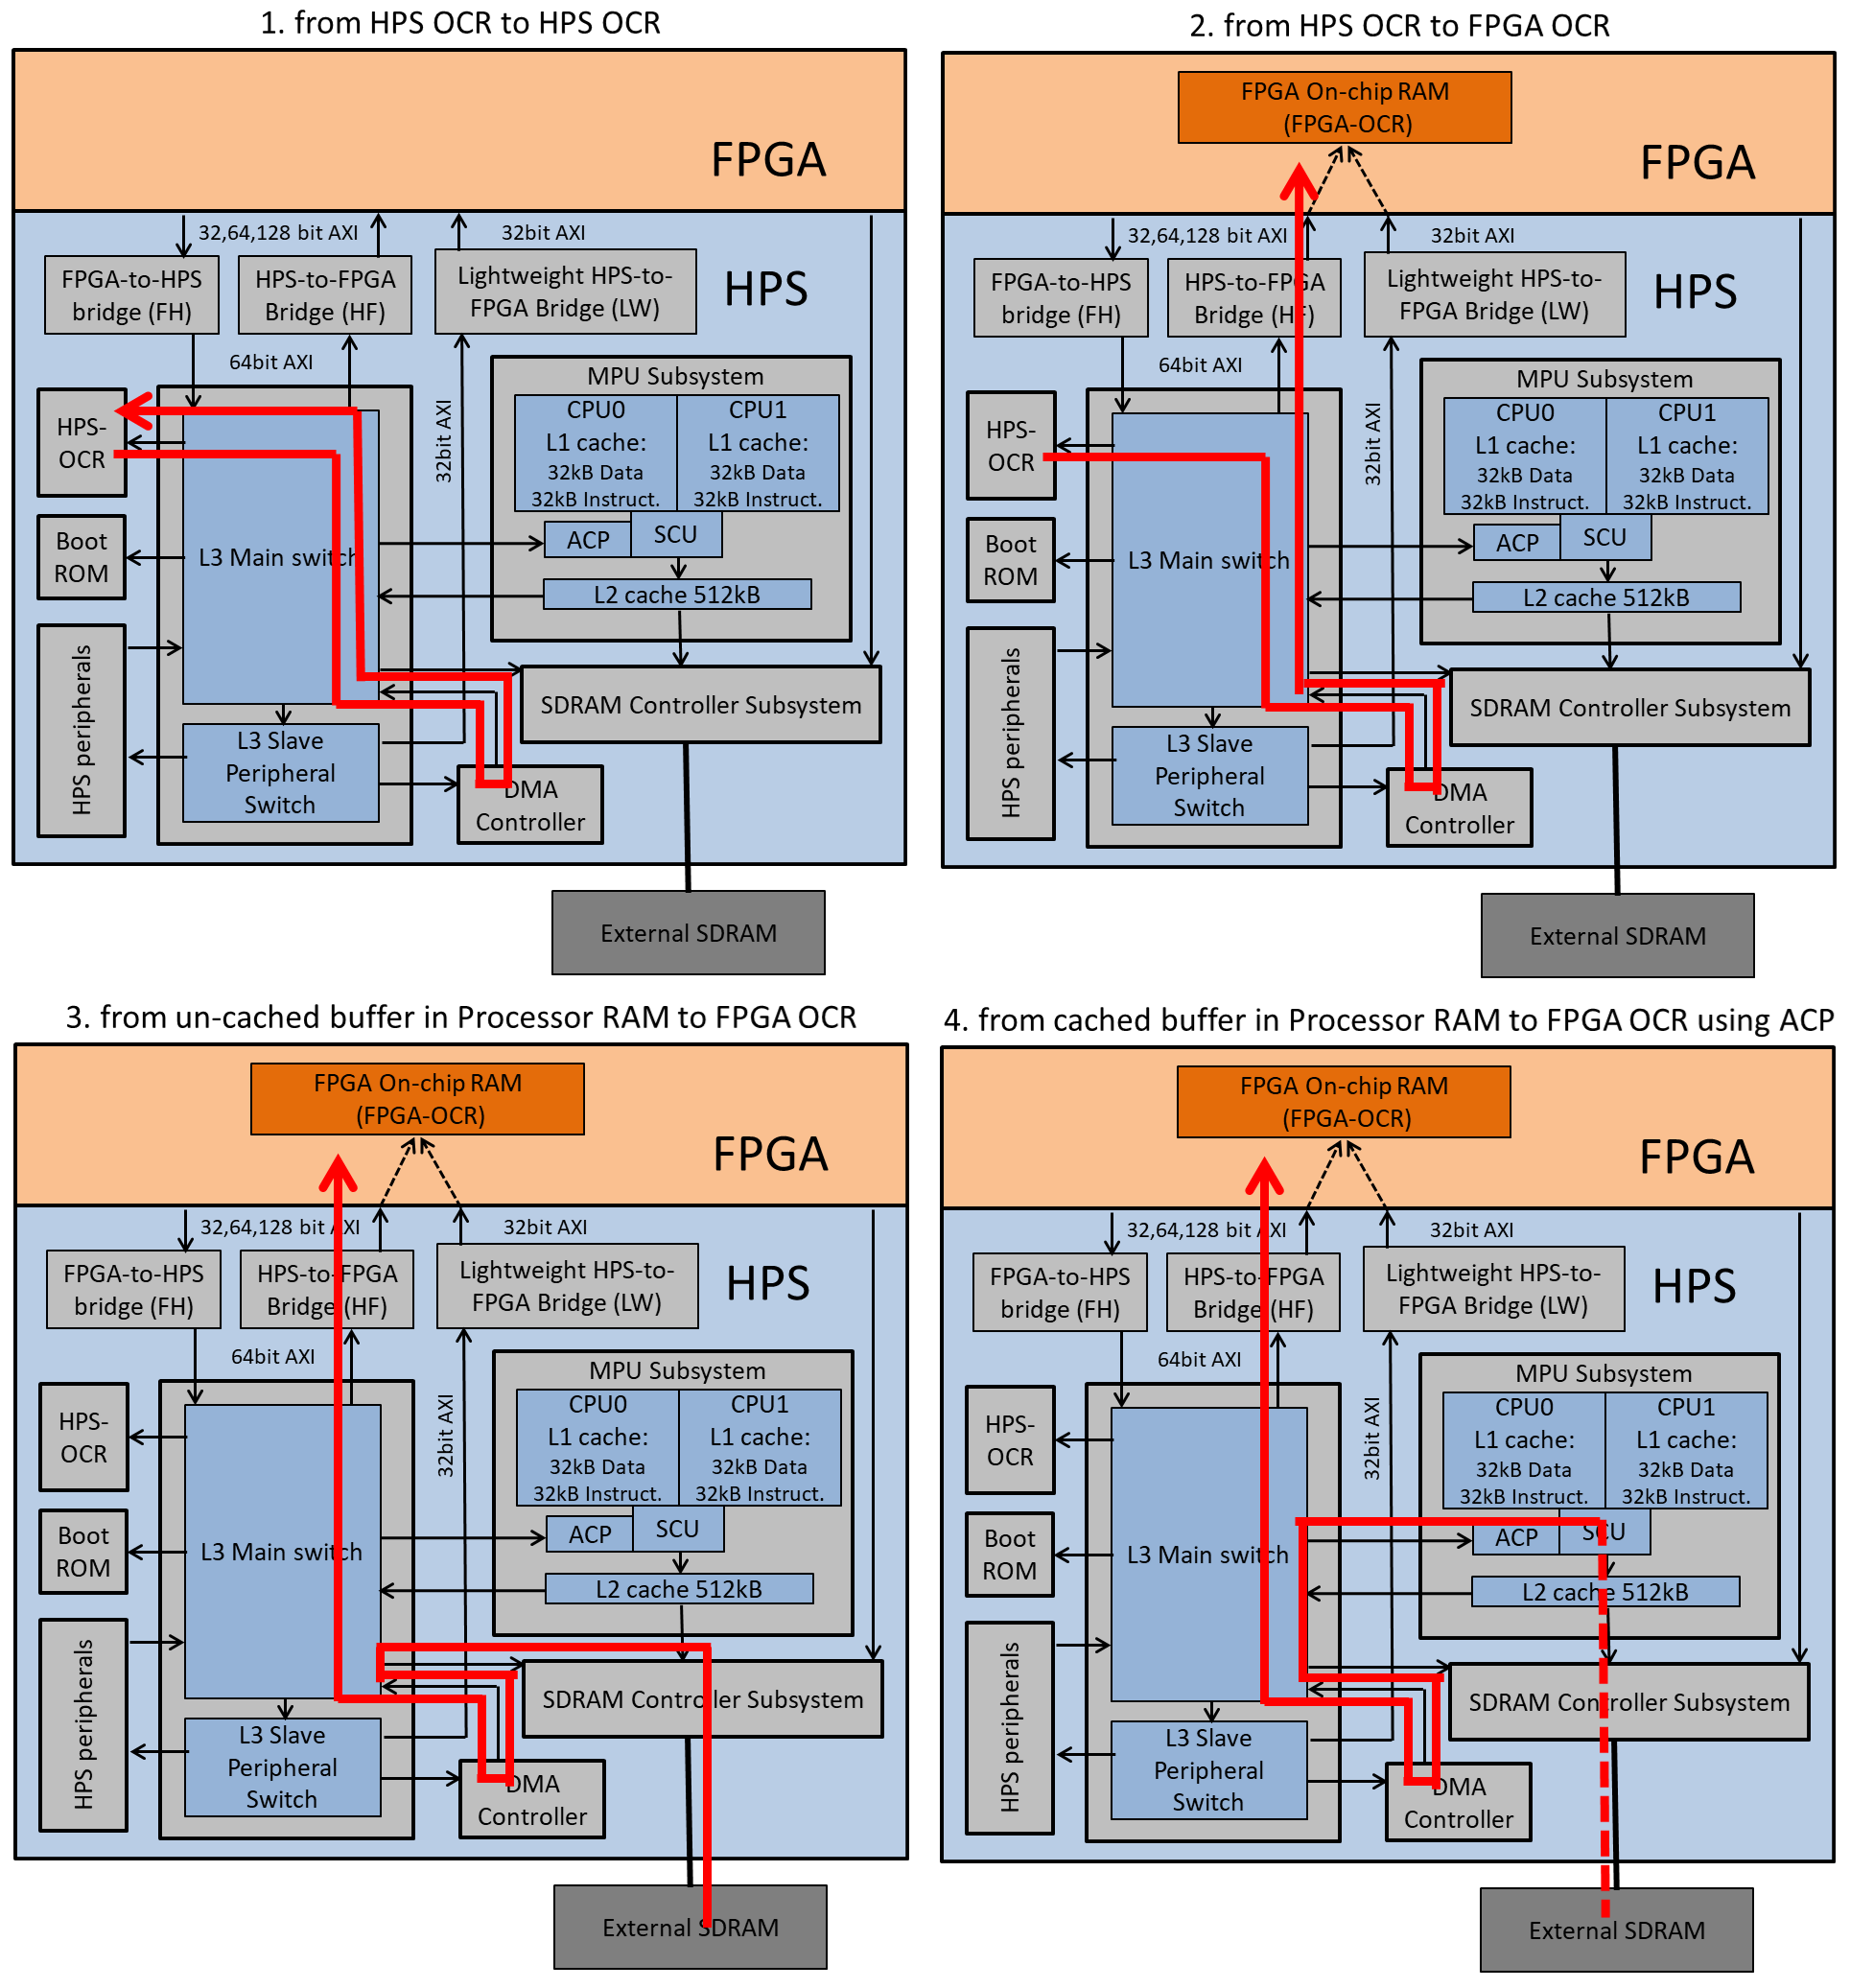 1. from HPS OCR to HPS OCR
FPGA
32,64,128 bit AXI
32bit AXI
FPGA-to-HPS
bridge (FH)
HPS-to-FPGA
Bridge (HF)
Lightweight HPS-to-
FPGA Bridge (LW)
HPS
64bit AXI
32bit AXI
MPU Subsystem
CPU0
L1 cache:
32kB Data
32kB Instruct.
CPU1
L1 cache:
32kB Data
32kB Instruct.
HPS-
OCR
ACP
SCU
Boot
ROM
L3 Main switch
L2 cache 512kB
HPS peripherals
SDRAM Controller Subsystem
L3 Slave
Peripheral
Switch
DMA
Controller
External SDRAM
2. from HPS OCR to FPGA OCR
FPGA On-chip RAM
(FPGA-OCR)
FPGA
32,64,128 bit AXI
32bit AXI
FPGA-to-HPS
bridge (FH)
HPS-to-FPGA
Bridge (HF)
Lightweight HPS-to-
FPGA Bridge (LW)
HPS
64bit AXI
32bit AXI
MPU Subsystem
CPU0
L1 cache:
32kB Data
32kB Instruct.
CPU1
L1 cache:
32kB Data
32kB Instruct.
HPS-
OCR
ACP
SCU
Boot
ROM
L3 Main switch
L2 cache 512kB
HPS peripherals
SDRAM Controller Subsystem
L3 Slave
Peripheral
Switch
DMA
Controller
External SDRAM
3. from un-cached buffer in Processor RAM to FPGA OCR
FPGA On-chip RAM
(FPGA-OCR)
FPGA
32,64,128 bit AXI
32bit AXI
FPGA-to-HPS
bridge (FH)
HPS-to-FPGA
Bridge (HF)
Lightweight HPS-to-
FPGA Bridge (LW)
HPS
64bit AXI
32bit AXI
MPU Subsystem
CPU0
L1 cache:
32kB Data
32kB Instruct.
CPU1
L1 cache:
32kB Data
32kB Instruct.
HPS-
OCR
ACP
SCU
Boot
ROM
L3 Main switch
L2 cache 512kB
HPS peripherals
SDRAM Controller Subsystem
L3 Slave
Peripheral
Switch
DMA
Controller
External SDRAM
4. from cached buffer in Processor RAM to FPGA OCR using ACP
FPGA On-chip RAM
(FPGA-OCR)
FPGA
32,64,128 bit AXI
32bit AXI
FPGA-to-HPS
bridge (FH)
HPS-to-FPGA
Bridge (HF)
Lightweight HPS-to-
FPGA Bridge (LW)
HPS
64bit AXI
32bit AXI
MPU Subsystem
CPU0
L1 cache:
32kB Data
32kB Instruct.
CPU1
L1 cache:
32kB Data
32kB Instruct.
HPS-
OCR
ACP
SCU
Boot
ROM
L3 Main switch
L2 cache 512kB
HPS peripherals
SDRAM Controller Subsystem
L3 Slave
Peripheral
Switch
DMA
Controller
External SDRAM